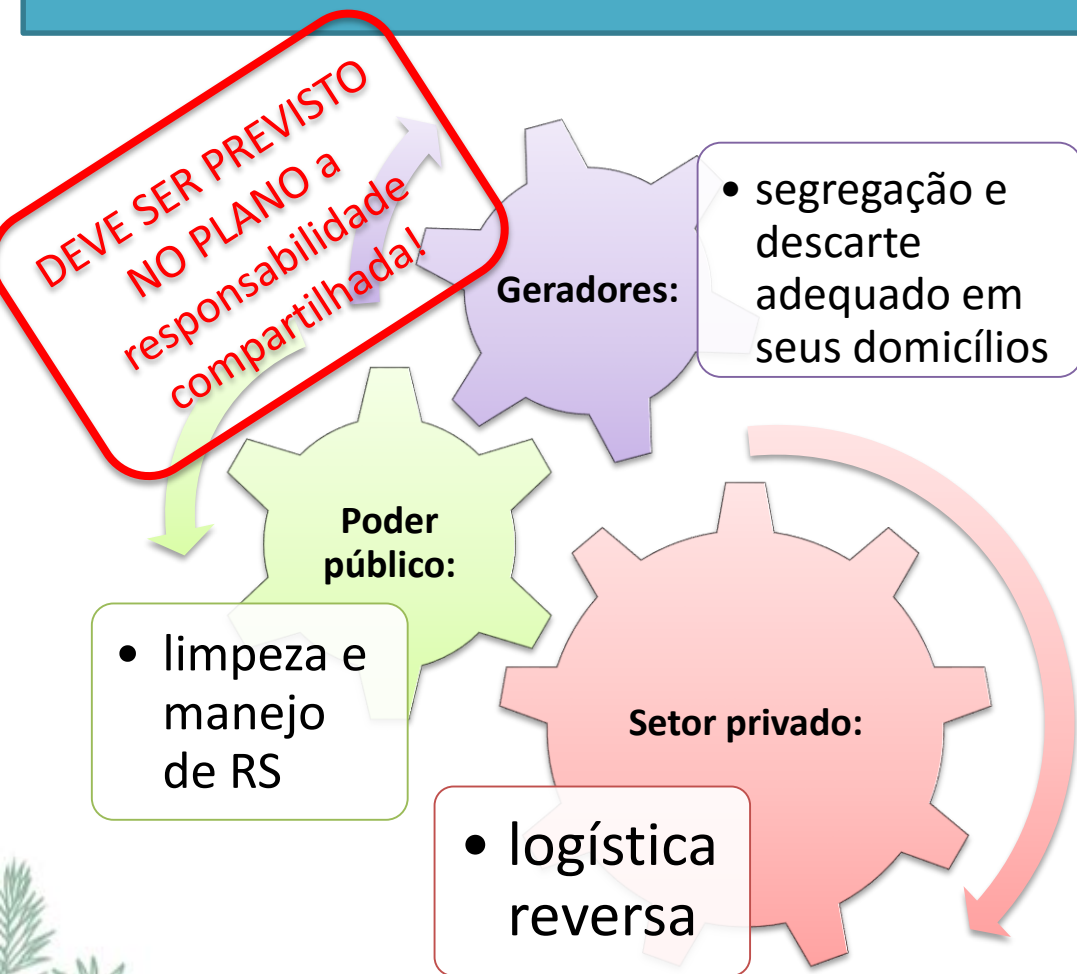 DEVE SER PREVISTO
NO PLANO a
responsabilidade
compartilhada!
Geradores:
• segregação e
descarte
adequado em
seus domicílios
Poder
público:
• limpeza e
manejo
de RS
Setor privado:
• logística
reversa